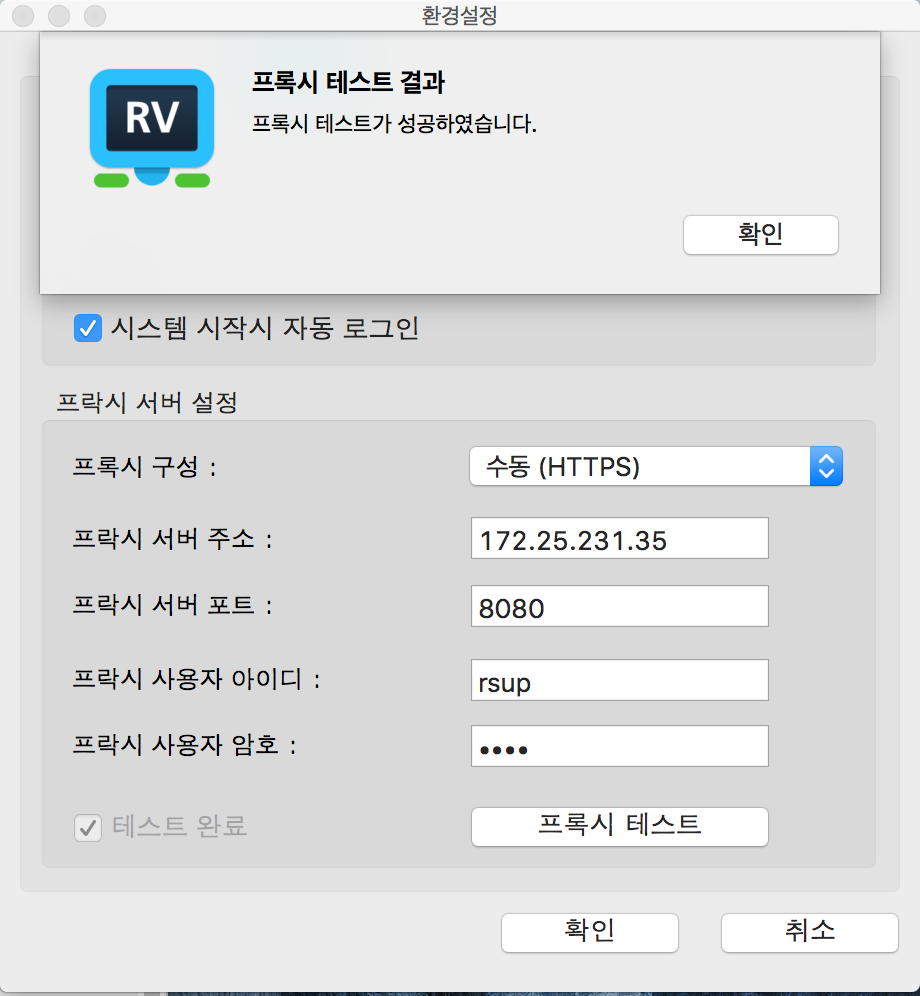 환경설정
RV
프록시 테스트 결과
프록시 테스트가 성공하였습니다.
확인
시스템 시작시 자동 로그인
프락시 서버 설정
프록시 구성 : 수동 (HTTPS)
프락시 서버 주소 : 172.25.231.35
프락시 서버 포트 : 8080
프락시 사용자 아이디 : rsup
프락시 사용자 암호 : ••••
테스트 완료 프록시 테스트
확인 취소